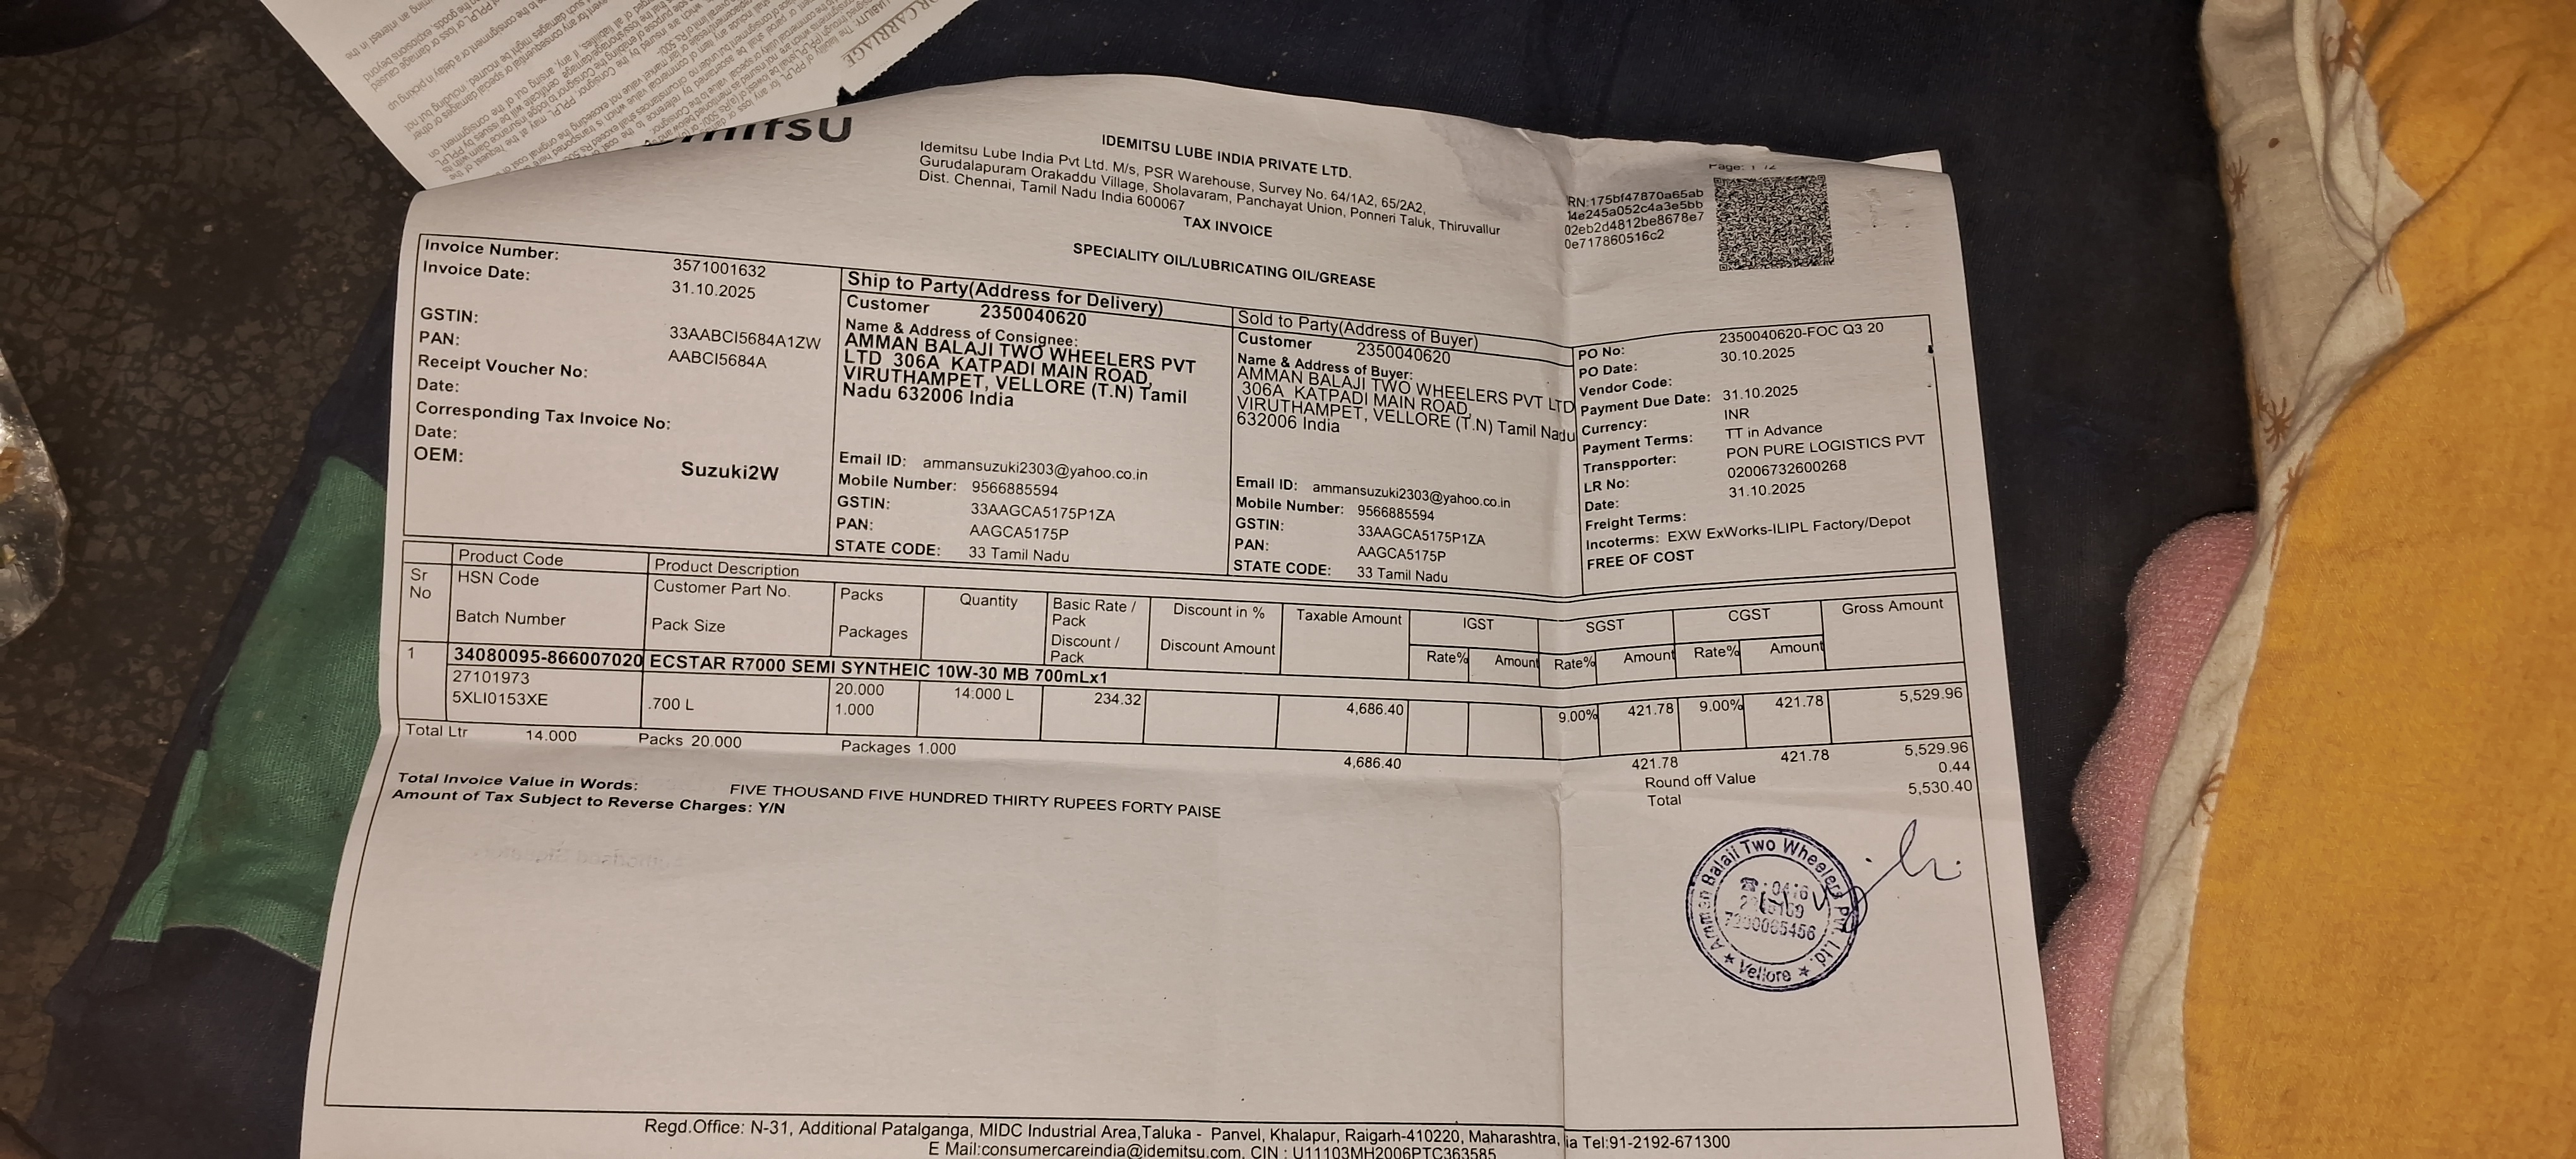 IDEMITSU LUBE INDIA PRIVATE LTD.
Idemitsu Lube India Pvt Ltd. M/s, PSR Warehouse, Survey No. 64/1A2, 65/2A2,
Gurudalapuram Orakaddu Village, Sholavaram, Panchayat Union, Ponneri Taluk, Thiruvallur
Dist. Chennai, Tamil Nadu India 600067
TAX INVOICE
SPECIALITY OIL/LUBRICATING OIL/GREASE
RN:175bf47870a65ab
4e245a052c4a3e5bb
02eb2d4812be8678e7
0e717860516c2
Invoice Number: 3571001632
Invoice Date: 31.10.2025
GSTIN: 33AABCI5684A1ZW
PAN: AABCI5684A
Receipt Voucher No:
Date:
Corresponding Tax Invoice No:
Date:
OEM: Suzuki2W
Ship to Party(Address for Delivery)
Customer 2350040620
Name & Address of Consignee:
AMMAN BALAJI TWO WHEELERS PVT
LTD 306A KATPADI MAIN ROAD,
VIRUTHAMPET, VELLORE (T.N) Tamil
Nadu 632006 India
Email ID: ammansuzuki2303@yahoo.co.in
Mobile Number: 9566885594
GSTIN: 33AAGCA5175P1ZA
PAN: AAGCA5175P
STATE CODE: 33 Tamil Nadu
Sold to Party(Address of Buyer)
Customer 2350040620
Name & Address of Buyer:
AMMAN BALAJI TWO WHEELERS PVT LTD
306A KATPADI MAIN ROAD,
VIRUTHAMPET, VELLORE (T.N) Tamil Nadu
632006 India
Email ID: ammansuzuki2303@yahoo.co.in
Mobile Number: 9566885594
GSTIN: 33AAGCA5175P1ZA
PAN: AAGCA5175P
STATE CODE: 33 Tamil Nadu
PO No: 2350040620-FOC Q3 20
PO Date: 30.10.2025
Vendor Code:
Payment Due Date: 31.10.2025
Currency: INR
Payment Terms: TT in Advance
Transpporter: PON PURE LOGISTICS PVT
LR No: 02006732600268
Date: 31.10.2025
Freight Terms:
Incoterms: EXW ExWorks-ILIPL Factory/Depot
FREE OF COST
Sr No
Product Code
HSN Code
Batch Number
Product Description
Customer Part No.
Pack Size
Packs
Packages
Quantity
Basic Rate / Pack
Discount / Pack
Discount in %
Discount Amount
Taxable Amount
IGST
Rate% Amount
SGST
Rate% Amount
CGST
Rate% Amount
Gross Amount
1 34080095-866007020 ECSTAR R7000 SEMI SYNTHEIC 10W-30 MB 700mLx1
27101973 20.000 14.000 L 234.32 4,686.40 9.00% 421.78 9.00% 421.78 5,529.96
5XLI0153XE .700 L 1.000
Total Ltr 14.000 Packs 20.000 Packages 1.000 4,686.40 421.78 421.78 5,529.96
Round off Value 0.44
Total 5,530.40
Total Invoice Value in Words: FIVE THOUSAND FIVE HUNDRED THIRTY RUPEES FORTY PAISE
Amount of Tax Subject to Reverse Charges: Y/N
Amman Balaji Two Wheelers Pvt. Ltd.
★ Vellore ★
Regd.Office: N-31, Additional Patalganga, MIDC Industrial Area,Taluka - Panvel, Khalapur, Raigarh-410220, Maharashtra, ia Tel:91-2192-671300
E Mail:consumercareindia@idemitsu.com, CIN : U11103MH2006PTC363585